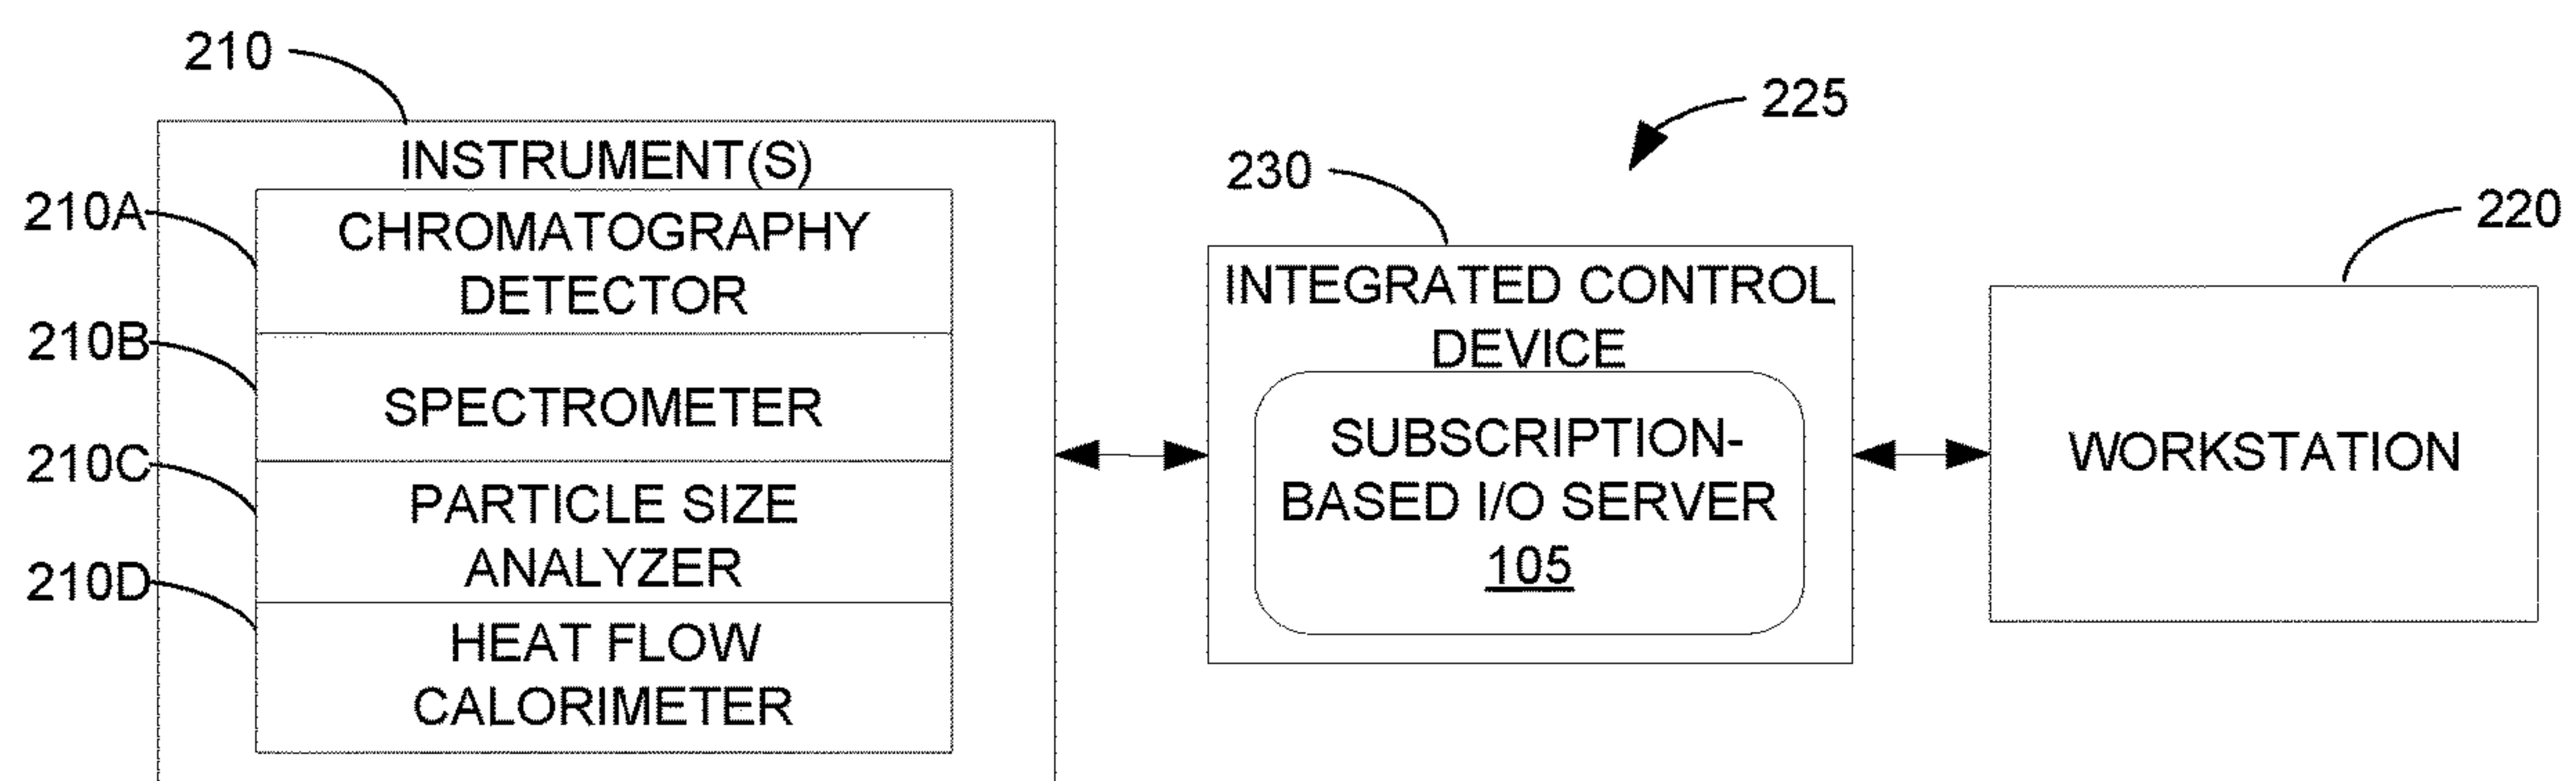 210
INSTRUMENT(S)
210A
CHROMATOGRAPHY
DETECTOR
210B
SPECTROMETER
210C
PARTICLE SIZE
ANALYZER
210D
HEAT FLOW
CALORIMETER
225
230
INTEGRATED CONTROL
DEVICE
SUBSCRIPTION-
BASED I/O SERVER
105
220
WORKSTATION